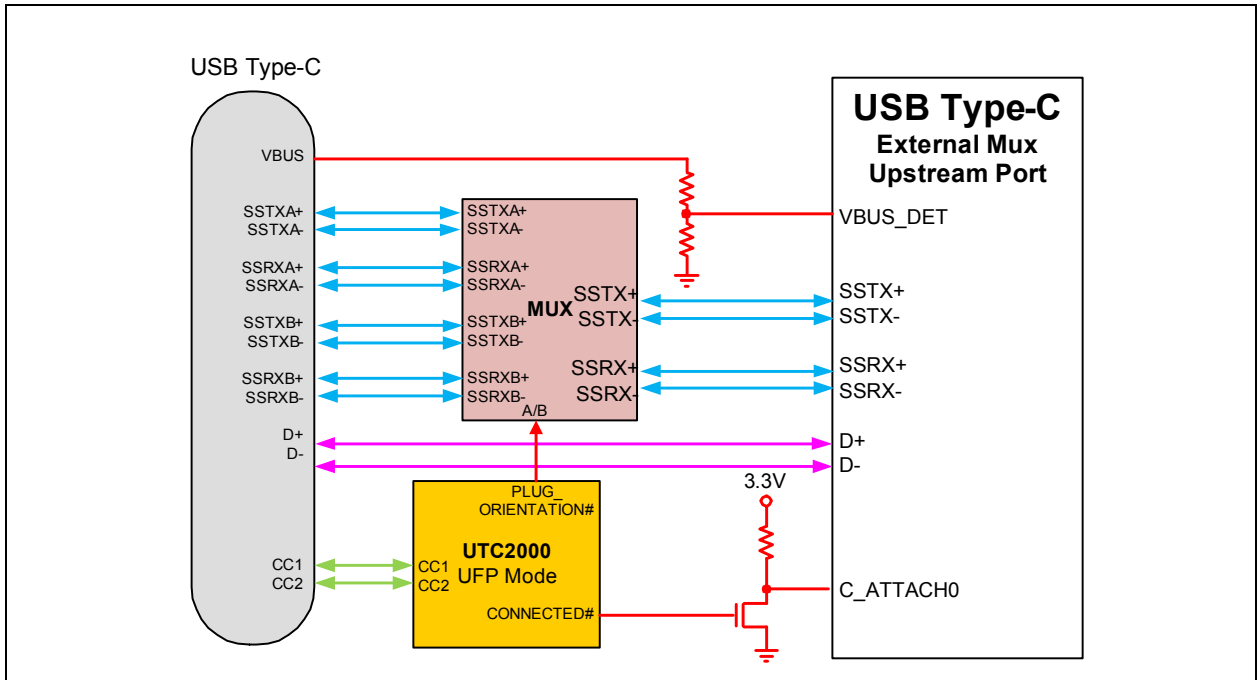 USB Type-C
VBUS
SSTXA+
SSTXA-
SSRXA+
SSRXA-
SSTXB+
SSTXB-
SSRXB+
SSRXB-
D+
D-
CC1
CC2
SSTXA+
SSTXA-
SSRXA+
SSRXA-
SSTXB+
SSTXB-
SSRXB+
SSRXB-
MUX
SSTX+
SSTX-
SSRX+
SSRX-
A/B
PLUG_
ORIENTATION#
UTC2000
UFP Mode
CC1
CC2
CONNECTED#
3.3V
USB Type-C
External Mux
Upstream Port
VBUS_DET
SSTX+
SSTX-
SSRX+
SSRX-
D+
D-
C_ATTACH0